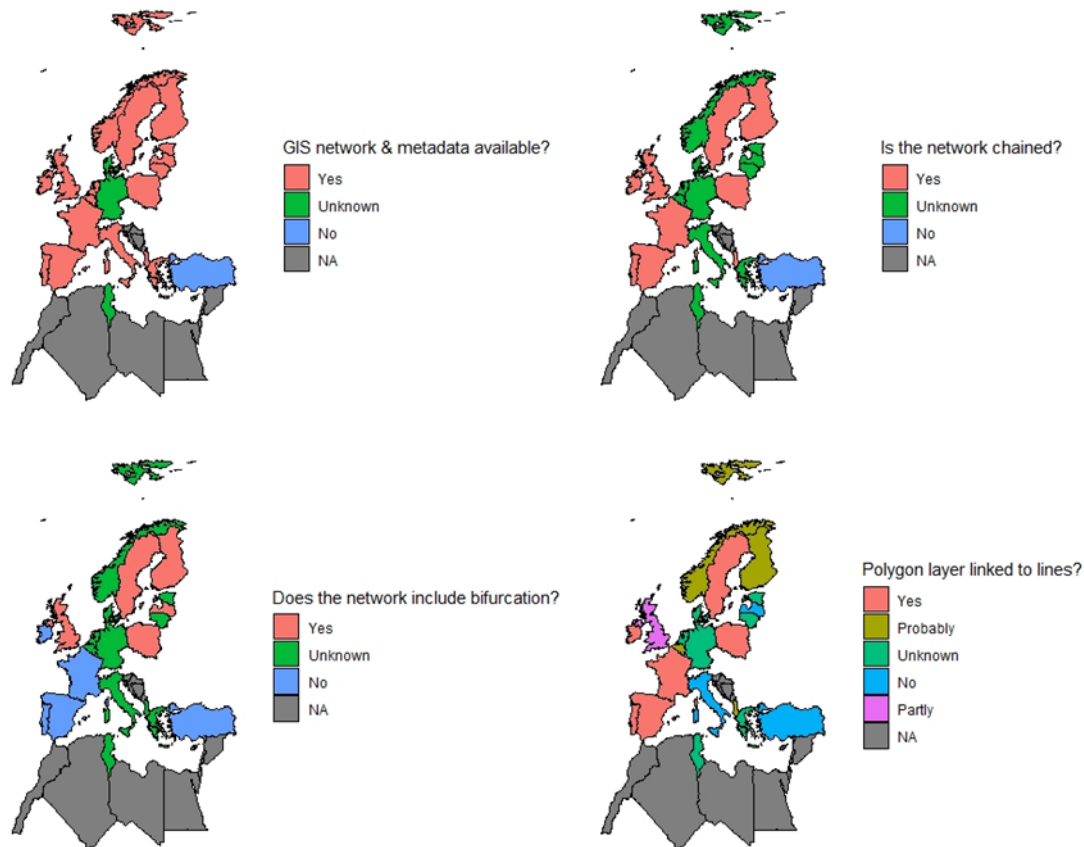 GIS network & metadata available?
Yes
Unknown
No
NA
Is the network chained?
Yes
Unknown
No
NA
Does the network include bifurcation?
Yes
Unknown
No
NA
Polygon layer linked to lines?
Yes
Probably
Unknown
No
Partly
NA